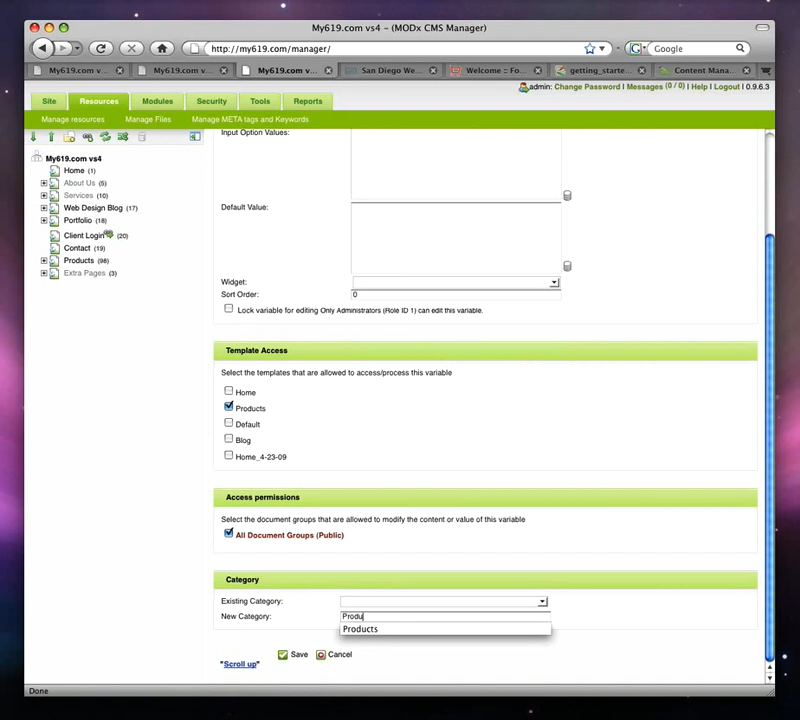 My619.com vs4 – (MODx CMS Manager)
http://my619.com/manager/
Google
My619.com v...
My619.com v...
My619.com v...
San Diego We...
Welcome :: Fo...
getting_starte...
Content Mana...
admin: Change Password | Messages (0 / 0) | Help | Logout | 0.9.6.3
Site
Resources
Modules
Security
Tools
Reports
Manage resources
Manage Files
Manage META tags and Keywords
My619.com vs4
Home (1)
About Us (5)
Services (10)
Web Design Blog (17)
Portfolio (18)
Client Login (20)
Contact (19)
Products (98)
Extra Pages (3)
Input Option Values:
Default Value:
Widget:
Sort Order: 0
Lock variable for editing Only Administrators (Role ID 1) can edit this variable.
Template Access
Select the templates that are allowed to access/process this variable
Home
Products
Default
Blog
Home_4-23-09
Access permissions
Select the document groups that are allowed to modify the content or value of this variable
All Document Groups (Public)
Category
Existing Category:
New Category: Produ
Products
Save Cancel
"Scroll up"
Done